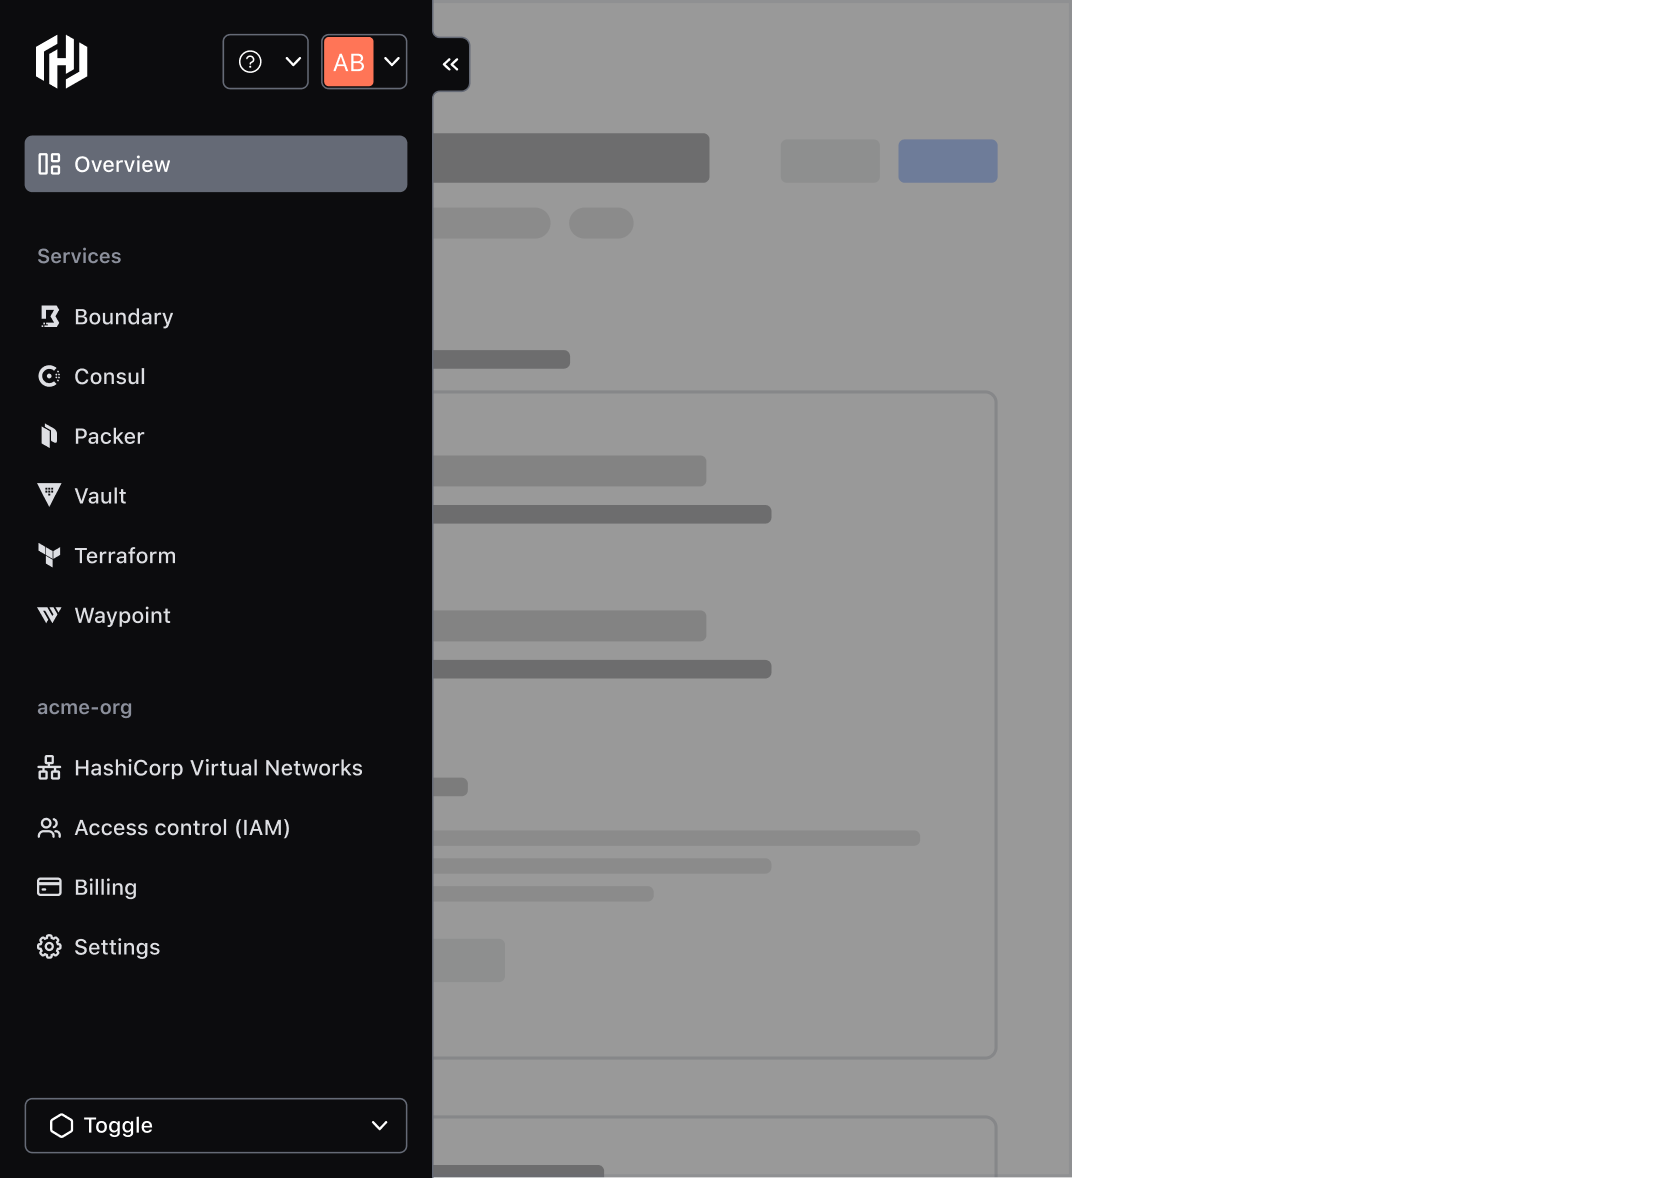 AB
Overview
Services
Boundary
Consul
Packer
Vault
Terraform
Waypoint
acme-org
HashiCorp Virtual Networks
Access control (IAM)
Billing
Settings
Toggle